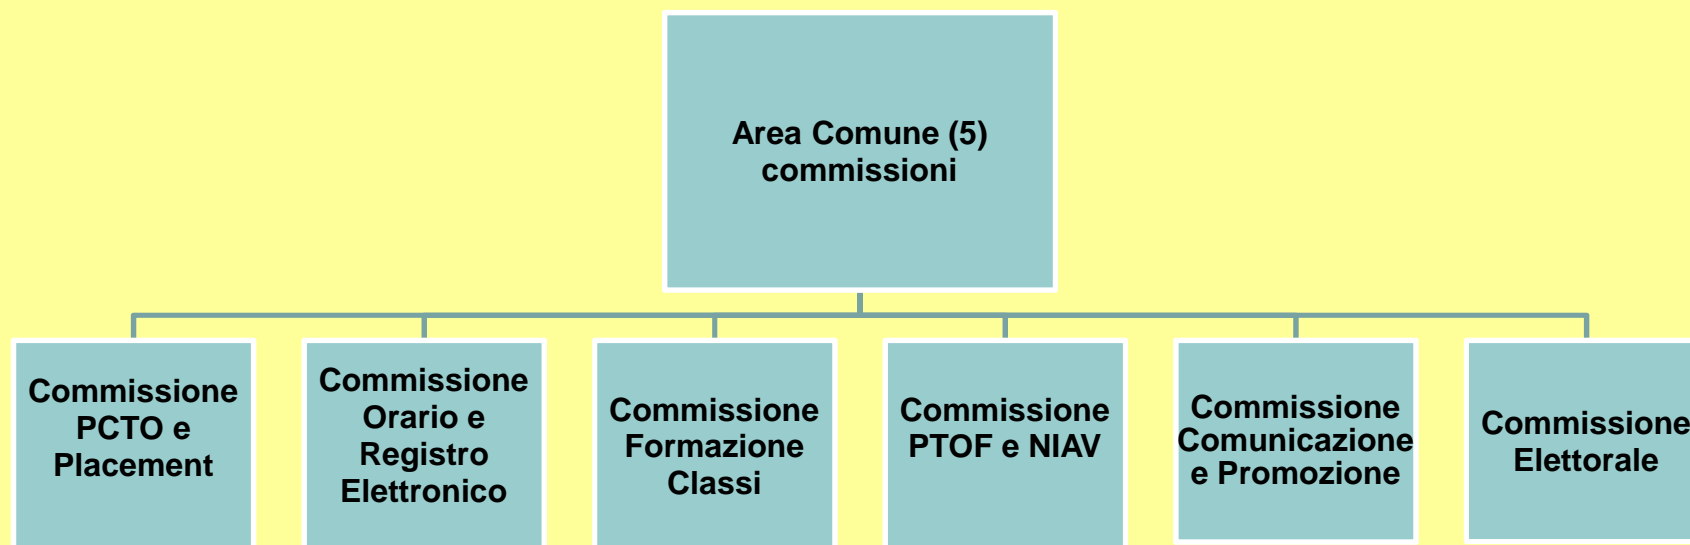 Area Comune (5)
commissioni
Commissione
PCTO e
Placement
Commissione
Orario e
Registro
Elettronico
Commissione
Formazione
Classi
Commissione
PTOF e NIAV
Commissione
Comunicazione
e Promozione
Commissione
Elettorale